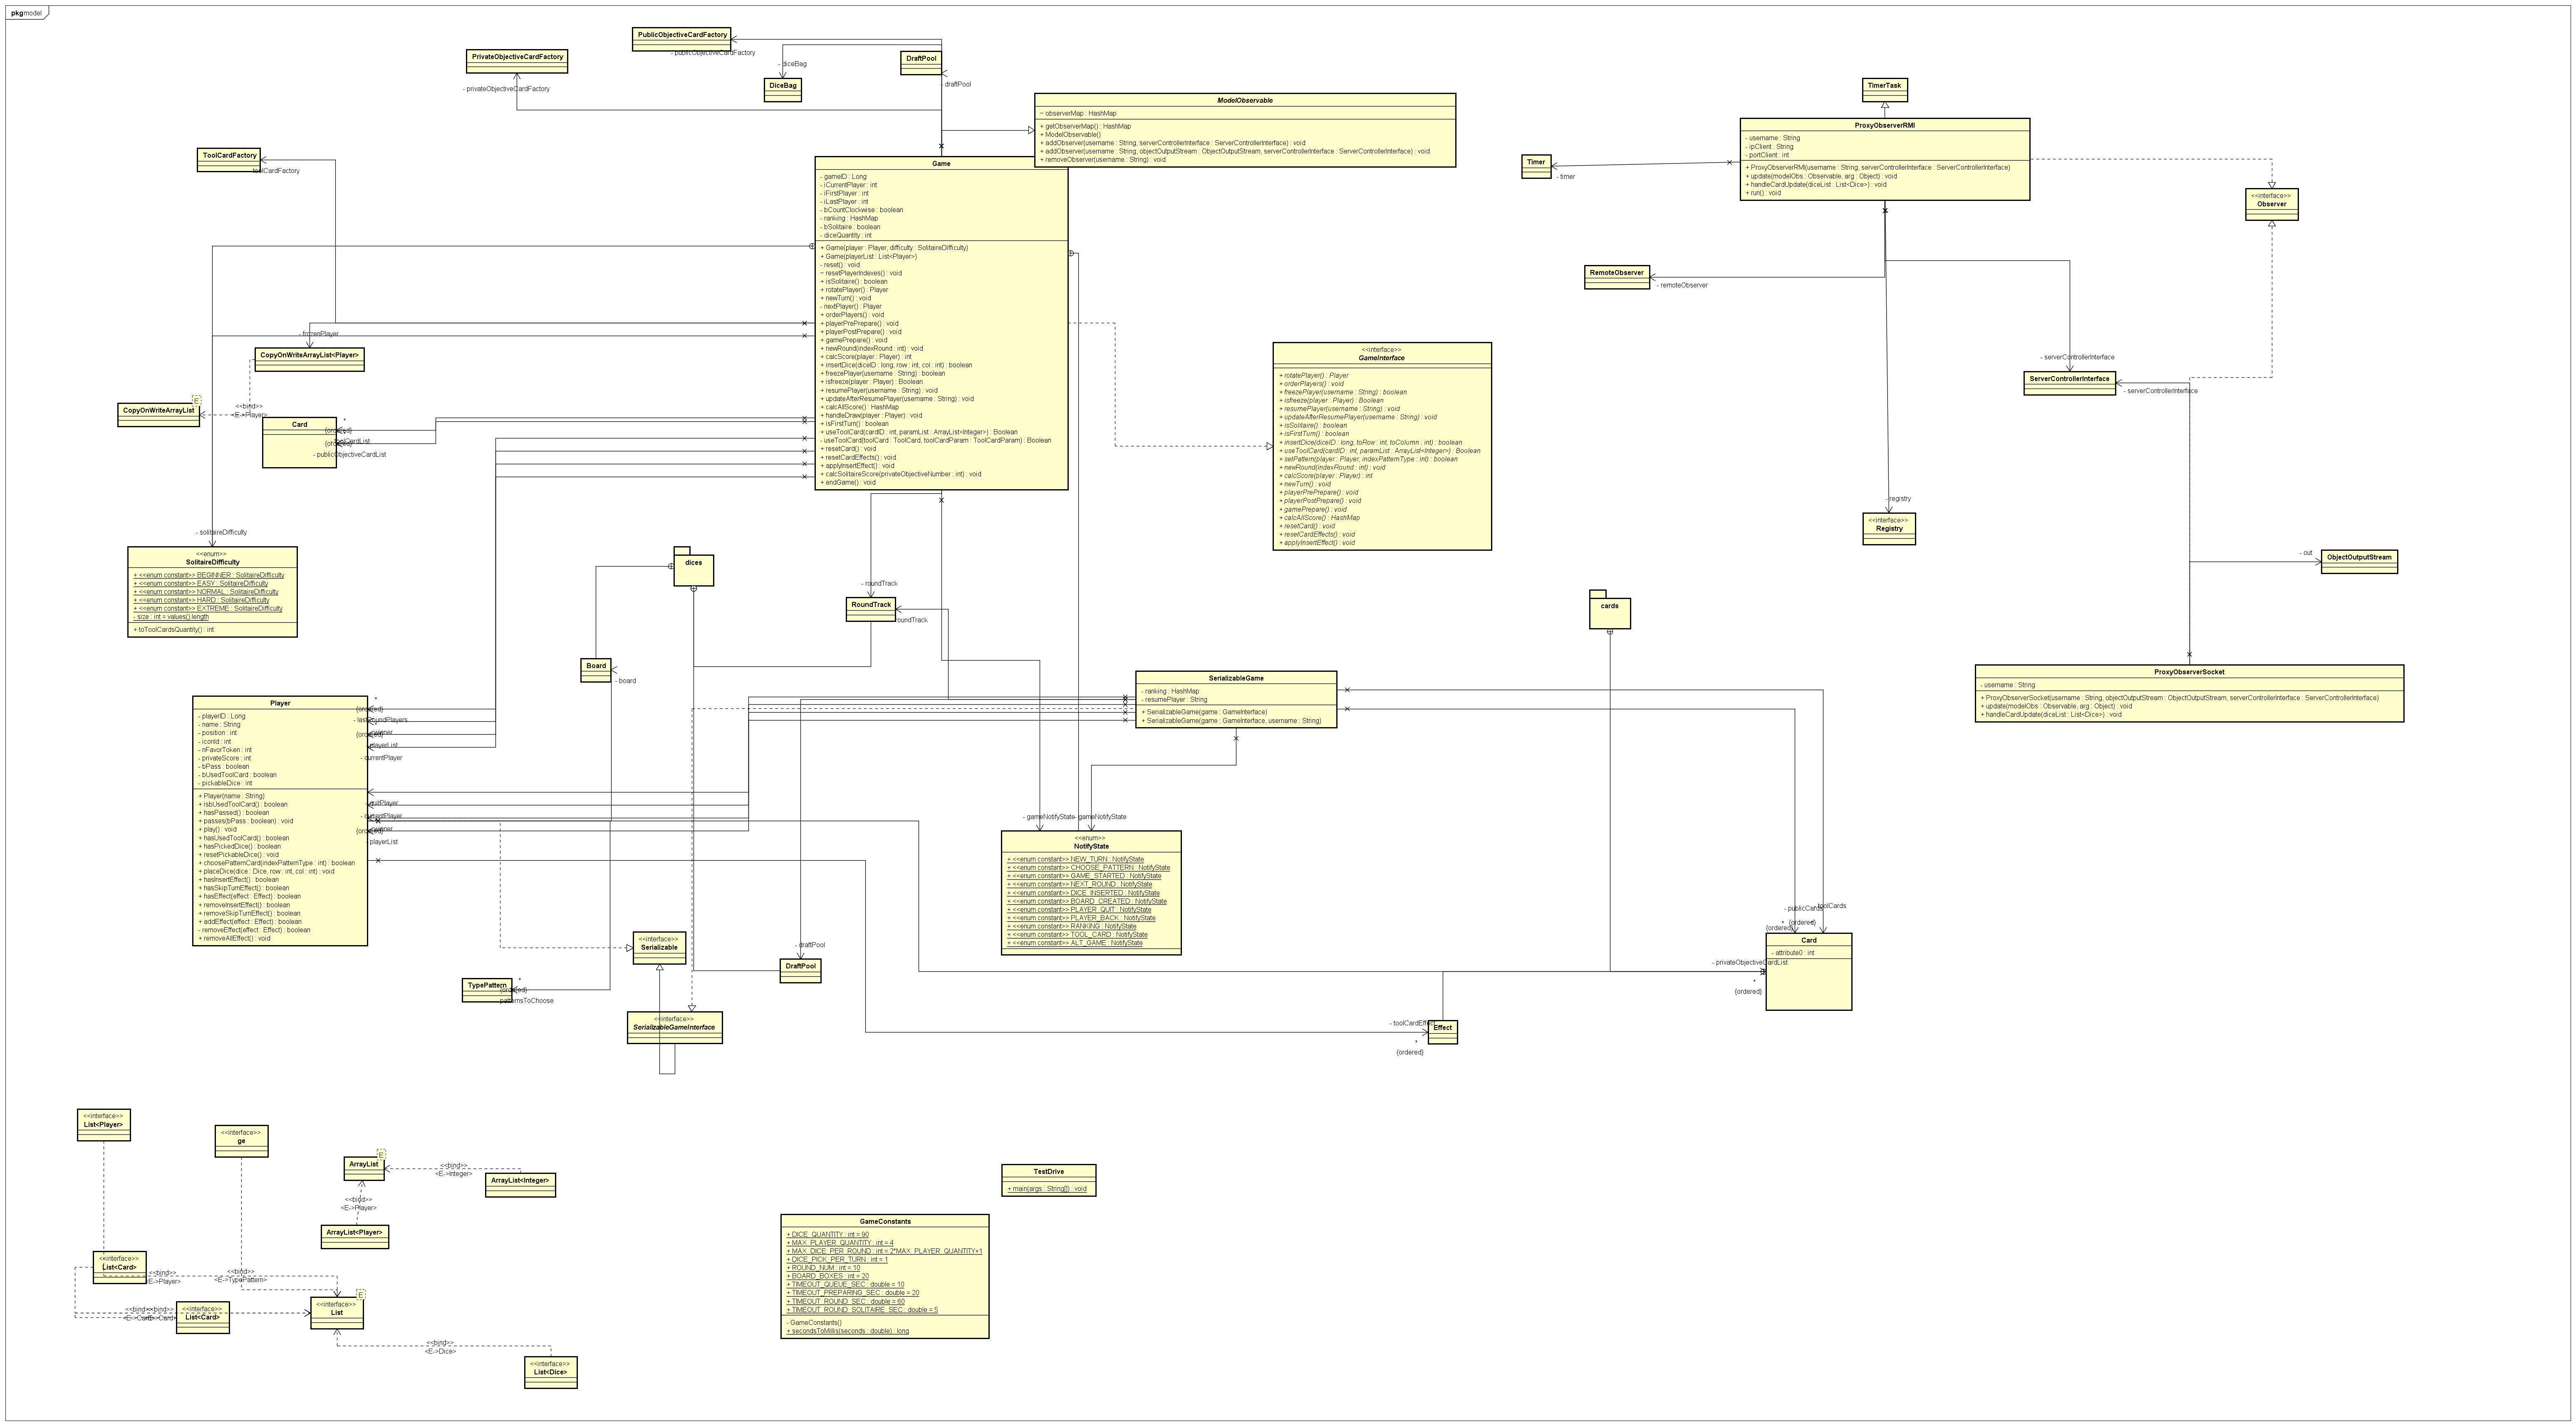 pkg model
PublicObjectiveCardFactory
- publicObjectiveCardFactory
PrivateObjectiveCardFactory
- privateObjectiveCardFactory
- diceBag
DiceBag
DraftPool
- draftPool
ModelObservable
~ observerMap : HashMap
+ getObserverMap() : HashMap
+ ModelObservable()
+ addObserver(username : String, serverControllerInterface : ServerControllerInterface) : void
+ addObserver(username : String, objectOutputStream : ObjectOutputStream, serverControllerInterface : ServerControllerInterface) : void
+ removeObserver(username : String) : void
TimerTask
ProxyObserverRMI
- username : String
- ipClient : String
- portClient : int
+ ProxyObserverRMI(username : String, serverControllerInterface : ServerControllerInterface)
+ update(modelObs : Observable, arg : Object) : void
+ handleCardUpdate(diceList : List<Dice>) : void
+ run() : void
Timer
- timer
<<interface>>
Observer
RemoteObserver
- remoteObserver
- serverControllerInterface
ServerControllerInterface
- serverControllerInterface
- registry
<<interface>>
Registry
- out
ObjectOutputStream
ProxyObserverSocket
- username : String
+ ProxyObserverSocket(username : String, objectOutputStream : ObjectOutputStream, serverControllerInterface : ServerControllerInterface)
+ update(modelObs : Observable, arg : Object) : void
+ handleCardUpdate(diceList : List<Dice>) : void
ToolCardFactory
toolCardFactory
Game
- gameID : Long
- iCurrentPlayer : int
- iFirstPlayer : int
- iLastPlayer : int
- bCountClockwise : boolean
- ranking : HashMap
- bSolitaire : boolean
- diceQuantity : int
+ Game(player : Player, difficulty : SolitaireDifficulty)
+ Game(playerList : List<Player>)
- reset() : void
~ resetPlayerIndexes() : void
+ isSolitaire() : boolean
+ rotatePlayer() : Player
+ newTurn() : void
- nextPlayer() : Player
+ orderPlayers() : void
+ playerPrePrepare() : void
+ playerPostPrepare() : void
+ gamePrepare() : void
+ newRound(indexRound : int) : void
+ calcScore(player : Player) : int
+ insertDice(diceID : long, row : int, col : int) : boolean
+ freezePlayer(username : String) : boolean
+ isfreeze(player : Player) : Boolean
+ resumePlayer(username : String) : void
+ updateAfterResumePlayer(username : String) : void
+ calcAllScore() : HashMap
+ handleDraw(player : Player) : void
+ isFirstTurn() : boolean
+ useToolCard(cardID : int, paramList : ArrayList<Integer>) : Boolean
- useToolCard(toolCard : ToolCard, toolCardParam : ToolCardParam) : Boolean
+ resetCard() : void
+ resetCardEffects() : void
+ applyInsertEffect() : void
+ calcSolitaireScore(privateObjectiveNumber : int) : void
+ endGame() : void
<<interface>>
GameInterface
+ rotatePlayer() : Player
+ orderPlayers() : void
+ freezePlayer(username : String) : boolean
+ isfreeze(player : Player) : Boolean
+ resumePlayer(username : String) : void
+ updateAfterResumePlayer(username : String) : void
+ isSolitaire() : boolean
+ isFirstTurn() : boolean
+ insertDice(diceID : long, toRow : int, toColumn : int) : boolean
+ useToolCard(cardID : int, paramList : ArrayList<Integer>) : Boolean
+ setPattern(player : Player, indexPatternType : int) : boolean
+ newRound(indexRound : int) : void
+ calcScore(player : Player) : int
+ newTurn() : void
+ playerPrePrepare() : void
+ playerPostPrepare() : void
+ gamePrepare() : void
+ calcAllScore() : HashMap
+ resetCard() : void
+ resetCardEffects() : void
+ applyInsertEffect() : void
- frozenPlayer
CopyOnWriteArrayList<Player>
E
CopyOnWriteArrayList
<<bind>>
<E->Player>
Card
*
{ordered}
toolCardList
{ordered}
- publicObjectiveCardList
- solitaireDifficulty
<<enum>>
SolitaireDifficulty
+ <<enum constant>> BEGINNER : SolitaireDifficulty
+ <<enum constant>> EASY : SolitaireDifficulty
+ <<enum constant>> NORMAL : SolitaireDifficulty
+ <<enum constant>> HARD : SolitaireDifficulty
+ <<enum constant>> EXTREME : SolitaireDifficulty
- size : int = values().length
+ toToolCardsQuantity() : int
dices
- roundTrack
RoundTrack
roundTrack
cards
Board
- board
SerializableGame
- ranking : HashMap
- resumePlayer : String
+ SerializableGame(game : GameInterface)
+ SerializableGame(game : GameInterface, username : String)
Player
- playerID : Long
- name : String
- position : int
- iconId : int
- nFavorToken : int
- privateScore : int
- bPass : boolean
- bUsedToolCard : boolean
- pickableDice : int
+ Player(name : String)
+ isbUsedToolCard() : boolean
+ hasPassed() : boolean
+ passes(bPass : boolean) : void
+ play() : void
+ hasUsedToolCard() : boolean
+ hasPickedDice() : boolean
+ resetPickableDice() : void
+ choosePatternCard(indexPatternType : int) : boolean
+ placeDice(dice : Dice, row : int, col : int) : void
+ hasInsertEffect() : boolean
+ hasSkipTurnEffect() : boolean
+ hasEffect(effect : Effect) : boolean
+ removeInsertEffect() : boolean
+ removeSkipTurnEffect() : boolean
+ addEffect(effect : Effect) : boolean
- removeEffect(effect : Effect) : boolean
+ removeAllEffect() : void
*
{ordered}
- lastRoundPlayers
{ordered}
playerList
- currentPlayer
- currentPlayer
{ordered}
playerList
- gameNotifyState
- gameNotifyState
<<enum>>
NotifyState
+ <<enum constant>> NEW_TURN : NotifyState
+ <<enum constant>> CHOOSE_PATTERN : NotifyState
+ <<enum constant>> GAME_STARTED : NotifyState
+ <<enum constant>> NEXT_ROUND : NotifyState
+ <<enum constant>> DICE_INSERTED : NotifyState
+ <<enum constant>> BOARD_CREATED : NotifyState
+ <<enum constant>> PLAYER_QUIT : NotifyState
+ <<enum constant>> PLAYER_BACK : NotifyState
+ <<enum constant>> RANKING : NotifyState
+ <<enum constant>> TOOL_CARD : NotifyState
+ <<enum constant>> ALT_GAME : NotifyState
- publicCards
toolCards
* {ordered}
{ordered}
Card
- attribute0 : int
- privateObjectiveCardList
*
{ordered}
<<interface>>
Serializable
- draftPool
DraftPool
TypePattern
*
{ordered}
patternsToChoose
<<interface>>
SerializableGameInterface
- toolCardEffect
Effect
*
{ordered}
<<interface>>
List<Player>
<<interface>>
ge
E
ArrayList
<<bind>>
<E->Integer>
ArrayList<Integer>
<<bind>>
<E->Player>
ArrayList<Player>
TestDrive
+ main(args : String[]) : void
GameConstants
+ DICE_QUANTITY : int = 90
+ MAX_PLAYER_QUANTITY : int = 4
+ MAX_DICE_PER_ROUND : int = 2*MAX_PLAYER_QUANTITY+1
+ DICE_PICK_PER_TURN : int = 1
+ ROUND_NUM : int = 10
+ BOARD_BOXES : int = 20
+ TIMEOUT_QUEUE_SEC : double = 10
+ TIMEOUT_PREPARING_SEC : double = 20
+ TIMEOUT_ROUND_SEC : double = 60
+ TIMEOUT_ROUND_SOLITAIRE_SEC : double = 5
- GameConstants()
+ secondsToMillis(seconds : double) : long
<<interface>>
List<Card>
<<bind>>
<E->Player>
<<bind>>
<E->TypePattern>
E
<<interface>>
List
<<interface>>
List<Card>
<<bind>>
<E->Dice>
<<interface>>
List<Dice>